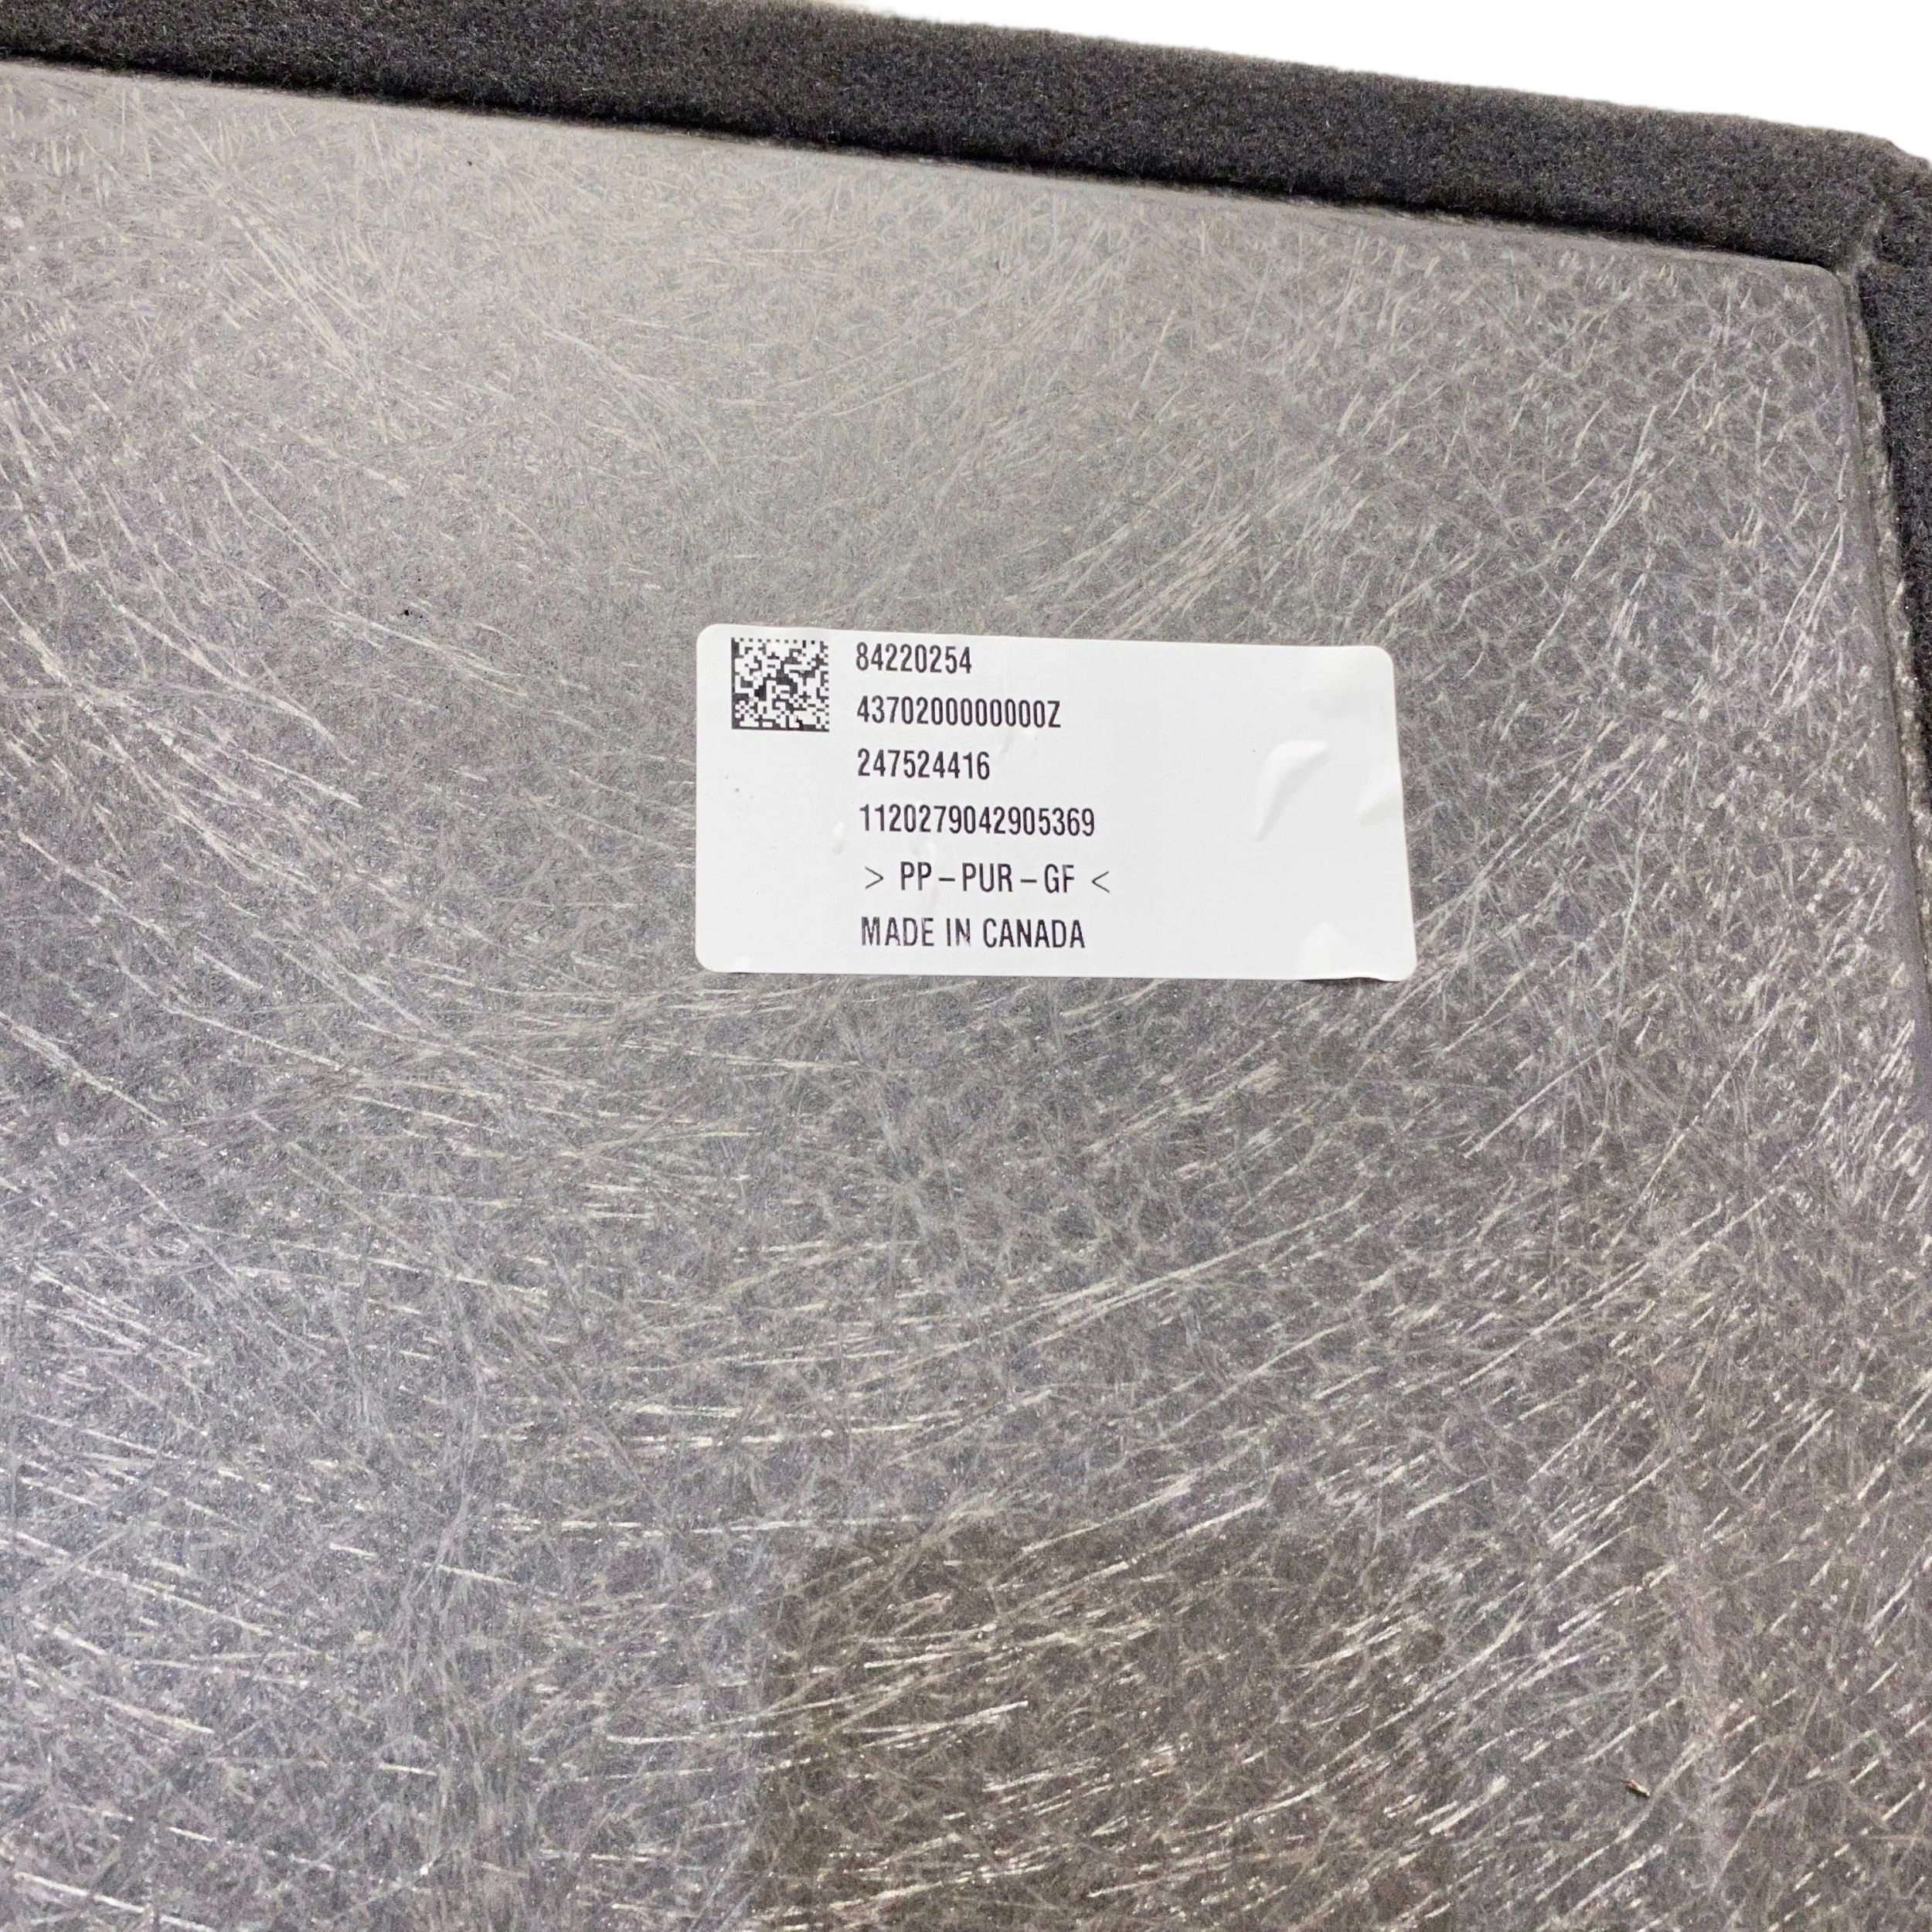 84220254
4370200000000Z
247524416
1120279042905369
> PP – PUR – GF <
MADE IN CANADA